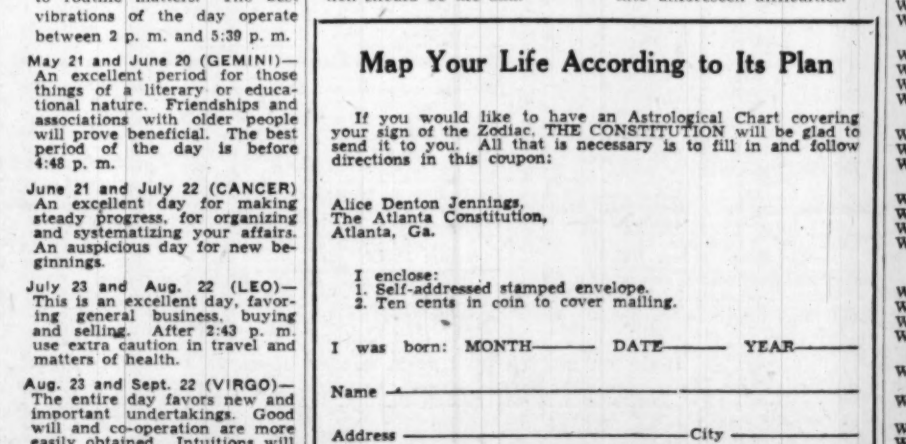 vibrations of the day operate
between 2 p. m. and 5:39 p. m.
May 21 and June 20 (GEMINI)—
An excellent period for those
things of a literary or educa-
tional nature. Friendships and
associations with older people
will prove beneficial. The best
period of the day is before
4:48 p. m.
June 21 and July 22 (CANCER)
An excellent day for making
steady progress, for organizing
and systematizing your affairs.
An auspicious day for new be-
ginnings.
July 23 and Aug. 22 (LEO)—
This is an excellent day, favor-
ing general business, buying
and selling. After 2:43 p. m.
use extra caution in travel and
matters of health.
Aug. 23 and Sept. 22 (VIRGO)—
The entire day favors new and
important undertakings. Good
will and co-operation are more
easily obtained. Intuitions will
Map Your Life According to Its Plan
If you would like to have an Astrological Chart covering
your sign of the Zodiac, THE CONSTITUTION will be glad to
send it to you. All that is necessary is to fill in and follow
directions in this coupon:
Alice Denton Jennings,
The Atlanta Constitution,
Atlanta, Ga.
I enclose:
1. Self-addressed stamped envelope.
2. Ten cents in coin to cover mailing.
I was born: MONTH——— DATE——— YEAR———
Name
Address City